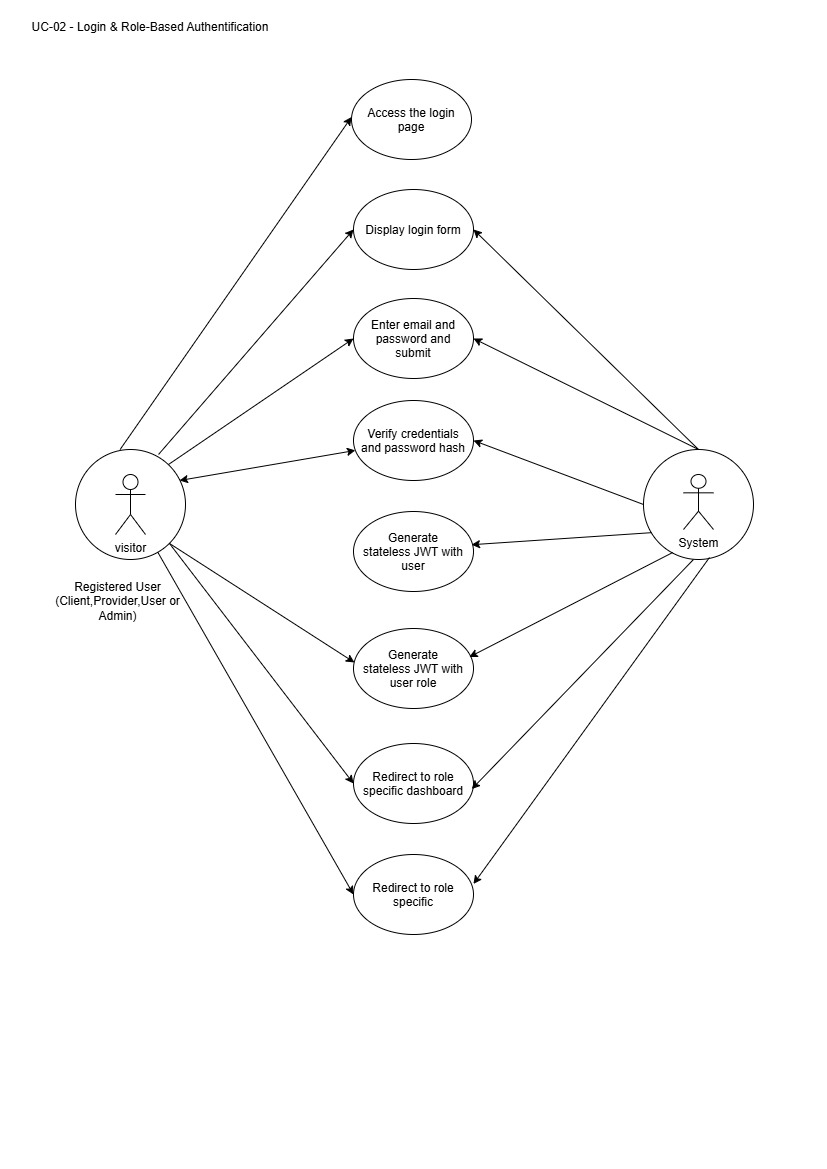 UC-02 - Login & Role-Based Authentification
Access the login
page
Display login form
Enter email and
password and
submit
Verify credentials
and password hash
visitor
Registered User
(Client,Provider,User or
Admin)
System
Generate
stateless JWT with
user
Generate
stateless JWT with
user role
Redirect to role
specific dashboard
Redirect to role
specific